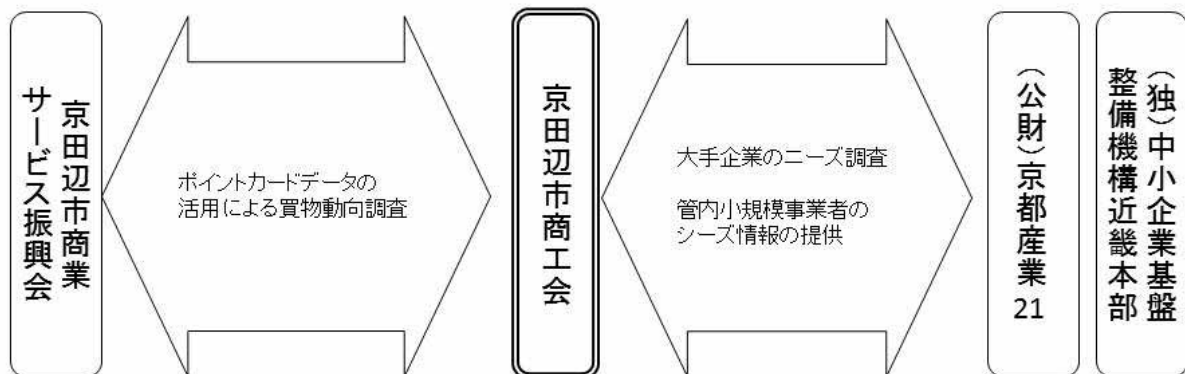 京田辺市商業
サービス振興会
ポイントカードデータの
活用による買物動向調査
京田辺市商工会
大手企業のニーズ調査
管内小規模事業者の
シーズ情報の提供
（公財）京都産業21
（独）中小企業基盤
整備機構近畿本部